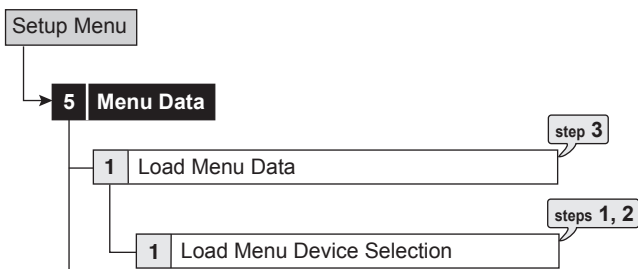 Setup Menu
5 Menu Data
step 3
1 Load Menu Data
steps 1, 2
1 Load Menu Device Selection